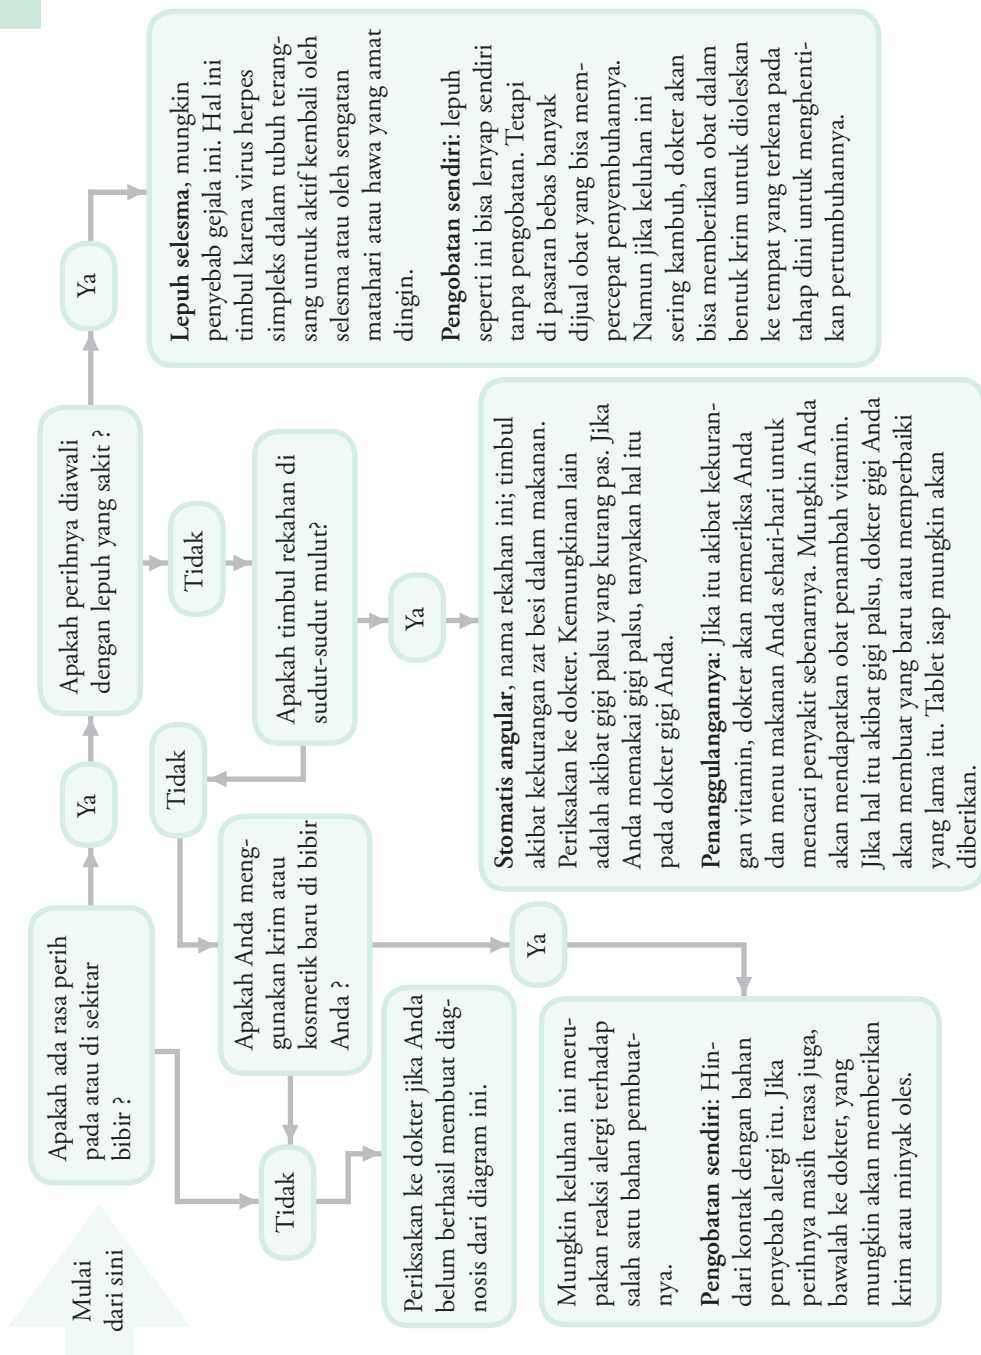 Mulai
dari sini
Apakah ada rasa perih
pada atau di sekitar
bibir ?
Ya
Apakah perihnya diawali
dengan lepuh yang sakit ?
Ya
Lepuh selesma, mungkin
penyebab gejala ini. Hal ini
timbul karena virus herpes
simpleks dalam tubuh terang-
sang untuk aktif kembali oleh
selesma atau oleh sengatan
matahari atau hawa yang amat
dingin.
Pengobatan sendiri: lepuh
seperti ini bisa lenyap sendiri
tanpa pengobatan. Tetapi
di pasaran bebas banyak
dijual obat yang bisa mem-
percepat penyembuhannya.
Namun jika keluhan ini
sering kambuh, dokter akan
bisa memberikan obat dalam
bentuk krim untuk dioleskan
ke tempat yang terkena pada
tahap dini untuk menghenti-
kan pertumbuhannya.
Tidak
Apakah timbul rekahan di
sudut-sudut mulut?
Ya
Stomatis angular, nama rekahan ini; timbul
akibat kekurangan zat besi dalam makanan.
Periksakan ke dokter. Kemungkinan lain
adalah akibat gigi palsu yang kurang pas. Jika
Anda memakai gigi palsu, tanyakan hal itu
pada dokter gigi Anda.
Penanggulangannya: Jika itu akibat kekuran-
gan vitamin, dokter akan memeriksa Anda
dan menu makanan Anda sehari-hari untuk
mencari penyakit sebenarnya. Mungkin Anda
akan mendapatkan obat penambah vitamin.
Jika hal itu akibat gigi palsu, dokter gigi Anda
akan membuat yang baru atau memperbaiki
yang lama itu. Tablet isap mungkin akan
diberikan.
Tidak
Apakah Anda meng-
gunakan krim atau
kosmetik baru di bibir
Anda ?
Ya
Mungkin keluhan ini meru-
pakan reaksi alergi terhadap
salah satu bahan pembuat-
nya.
Pengobatan sendiri: Hin-
dari kontak dengan bahan
penyebab alergi itu. Jika
perihnya masih terasa juga,
bawalah ke dokter, yang
mungkin akan memberikan
krim atau minyak oles.
Tidak
Periksakan ke dokter jika Anda
belum berhasil membuat diag-
nosis dari diagram ini.